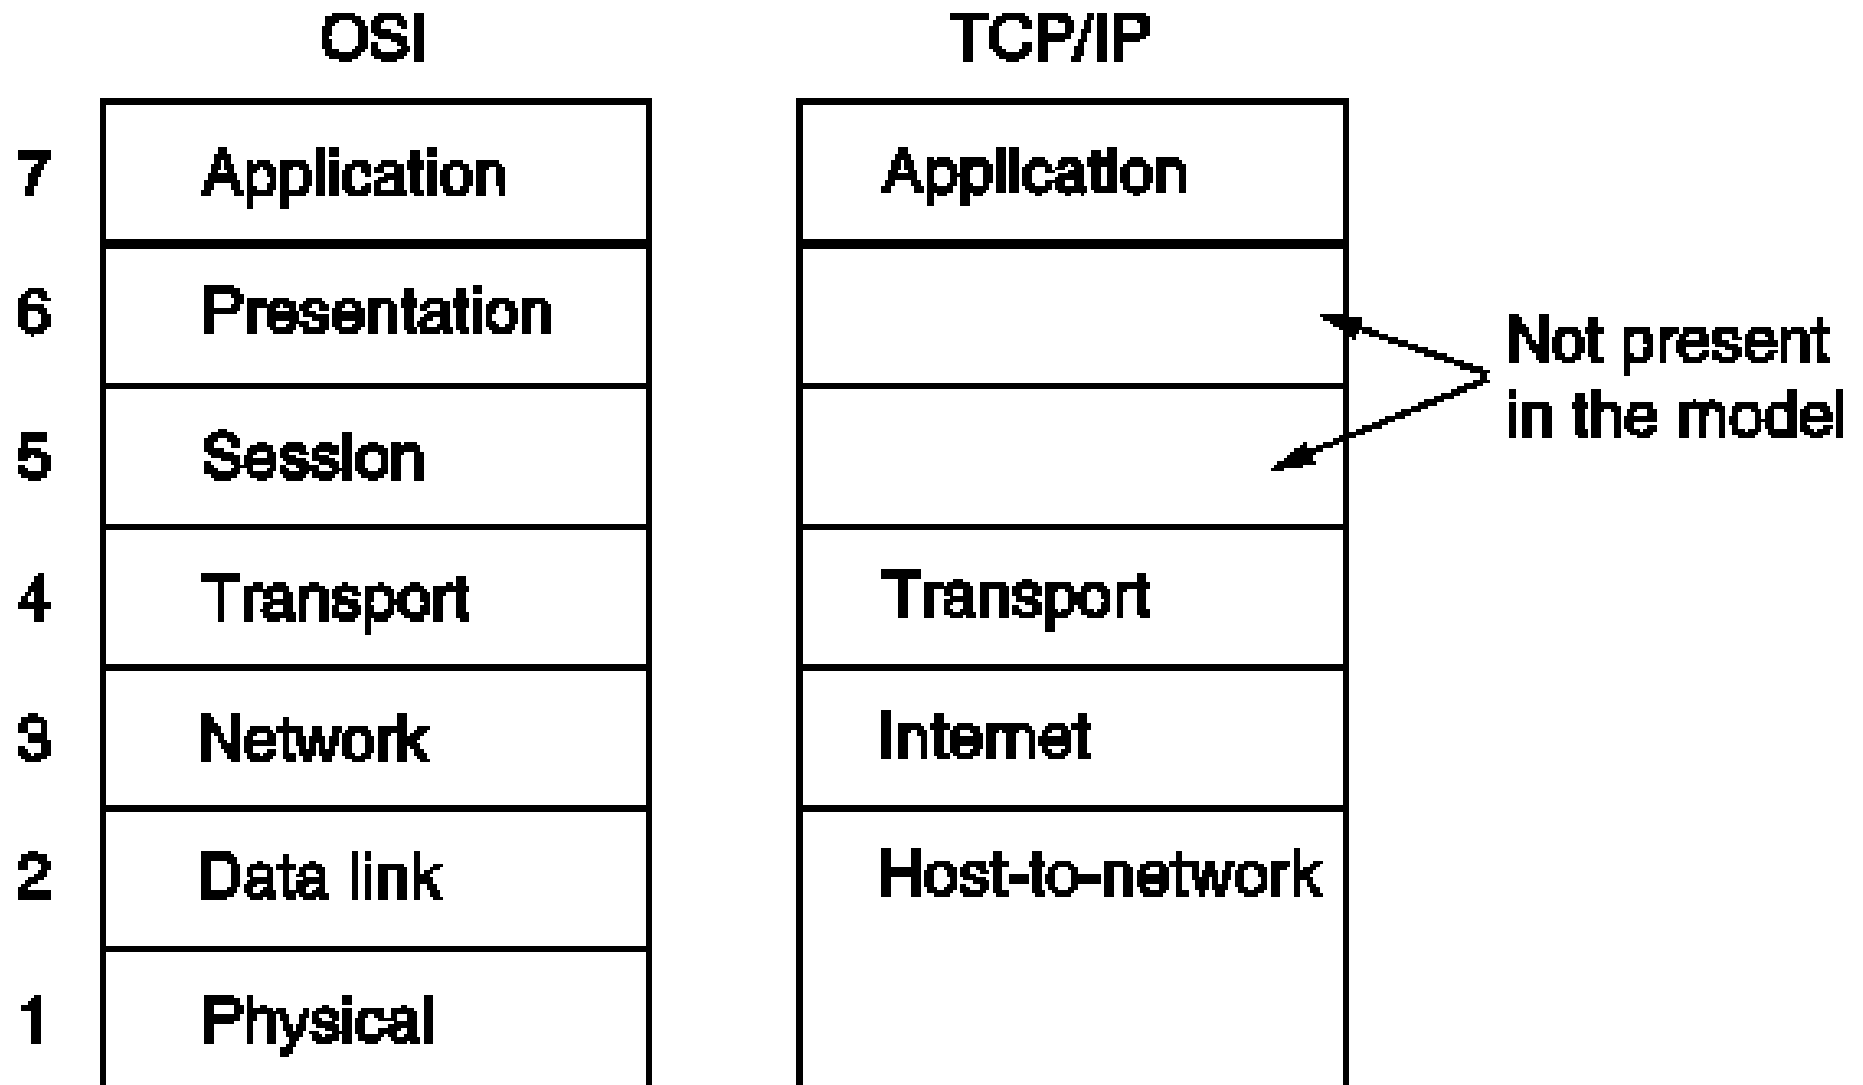 OSI TCP/IP
7 Application Application
6 Presentation
5 Session
Not present
in the model
4 Transport Transport
3 Network Internet
2 Data link Host-to-network
1 Physical